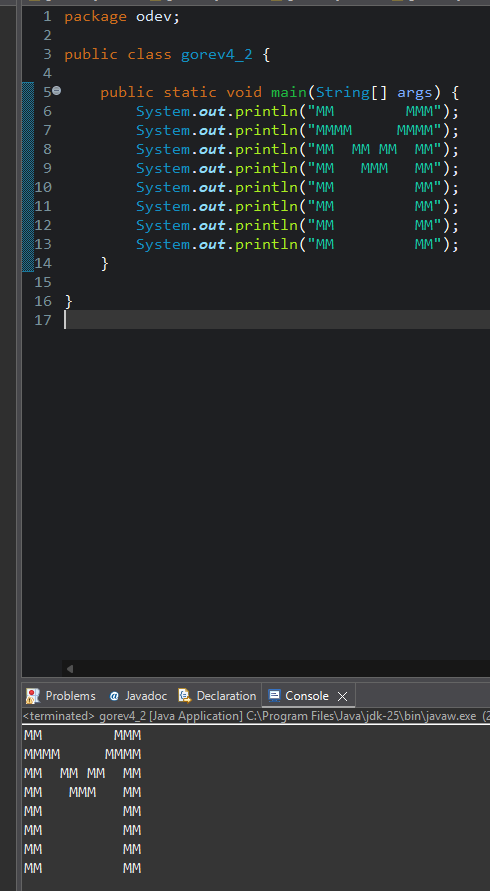 1 package odev;
2
3 public class gorev4_2 {
4
5     public static void main(String[] args) {
6         System.out.println("MM        MMM");
7         System.out.println("MMMM     MMMM");
8         System.out.println("MM  MM MM  MM");
9         System.out.println("MM   MMM   MM");
10         System.out.println("MM         MM");
11         System.out.println("MM         MM");
12         System.out.println("MM         MM");
13         System.out.println("MM         MM");
14     }
15
16 }
17
Problems @ Javadoc Declaration Console
<terminated> gorev4_2 [Java Application] C:\Program Files\Java\jdk-25\bin\javaw.exe (2
MM        MMM
MMMM     MMMM
MM  MM MM  MM
MM   MMM   MM
MM         MM
MM         MM
MM         MM
MM         MM